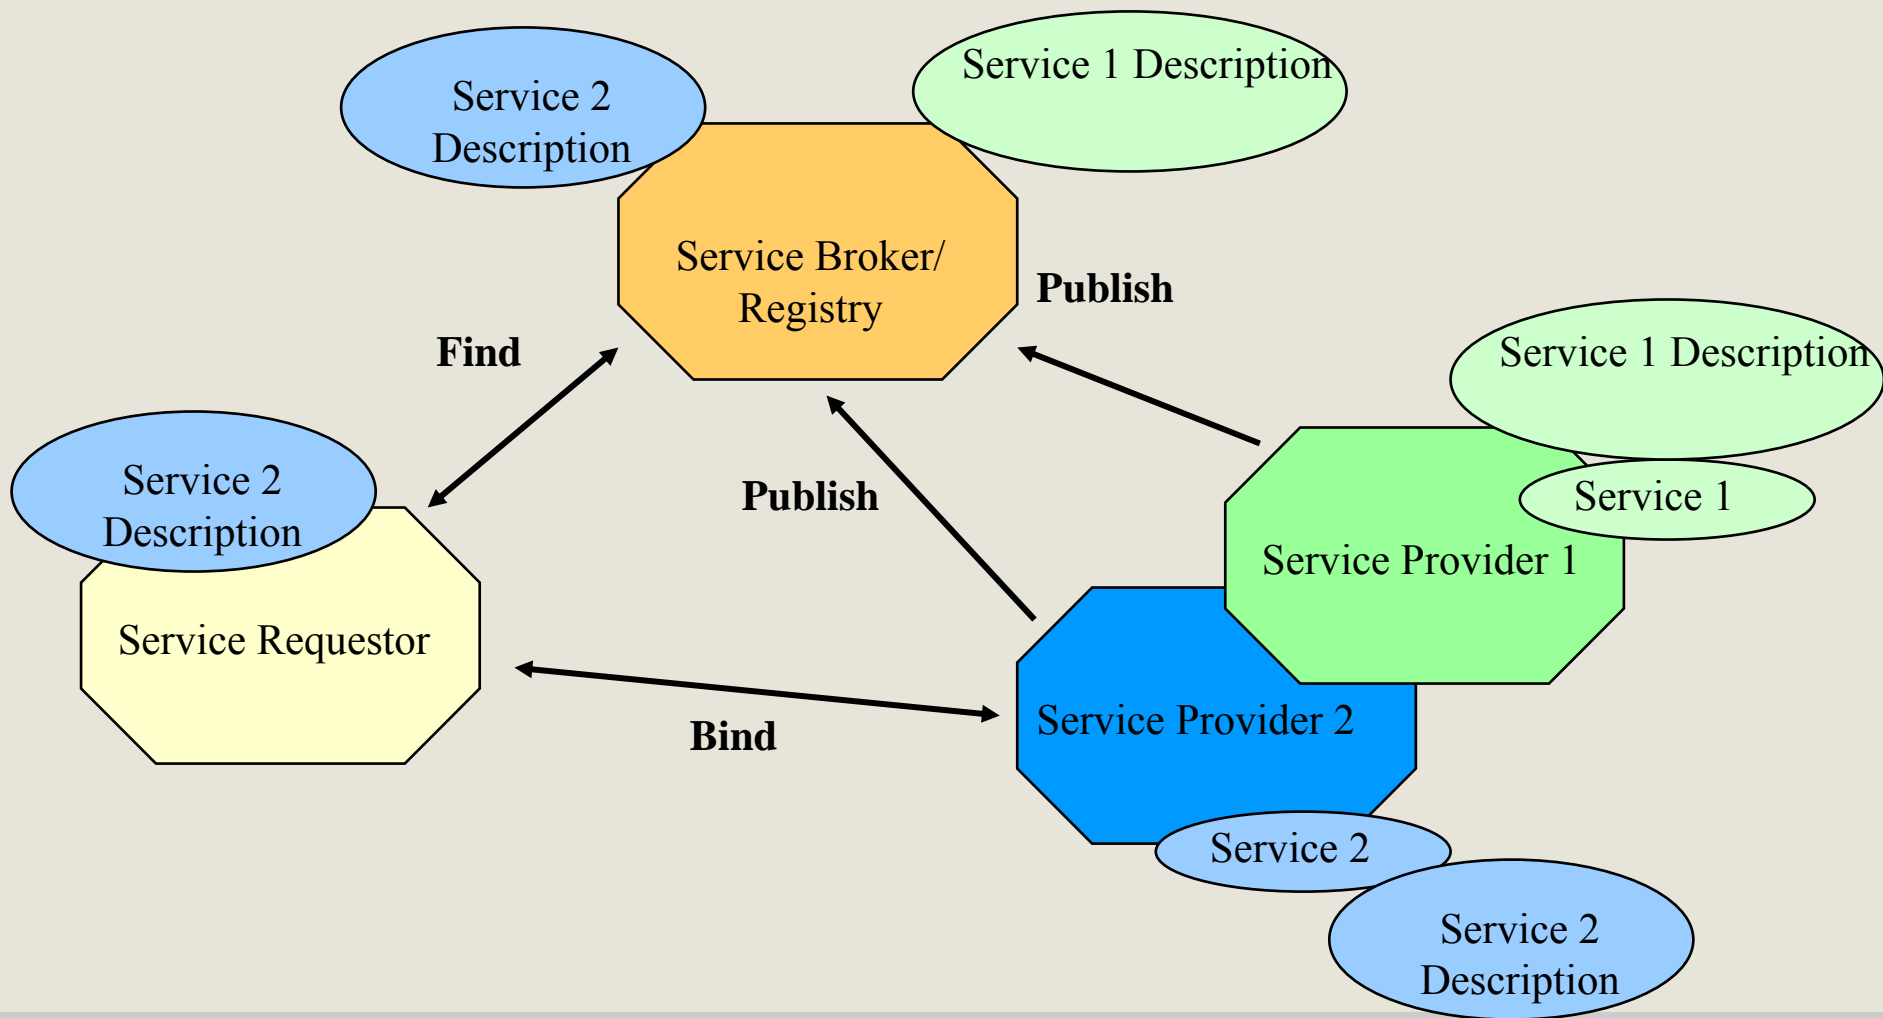 Service 1 Description
Service 2
Description
Service Broker/
Registry
Publish
Find
Service 1 Description
Service 2
Description
Publish
Service 1
Service Provider 1
Service Requestor
Service Provider 2
Bind
Service 2
Service 2
Description